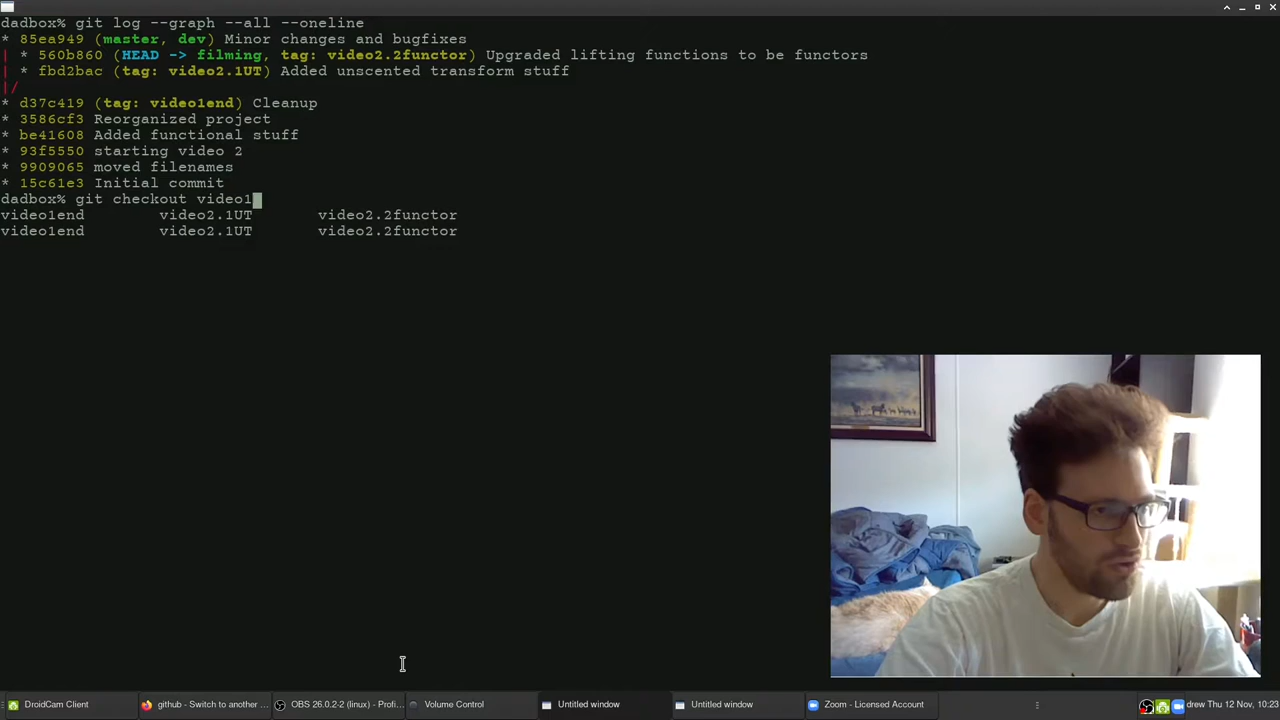 dadbox% git log --graph --all --oneline
* 85ea949 (master, dev) Minor changes and bugfixes
| * 560b860 (HEAD -> filming, tag: video2.2functor) Upgraded lifting functions to be functors
| * fbd2bac (tag: video2.1UT) Added unscented transform stuff
|/
* d37c419 (tag: video1end) Cleanup
* 3586cf3 Reorganized project
* be41608 Added functional stuff
* 93f5550 starting video 2
* 9909065 moved filenames
* 15c61e3 Initial commit
dadbox% git checkout video1
video1end video2.1UT video2.2functor
video1end video2.1UT video2.2functor
DroidCam Client github - Switch to another ... OBS 26.0.2-2 (linux) - Profi... Volume Control Untitled window Untitled window Zoom - Licensed Account drew Thu 12 Nov, 10:23